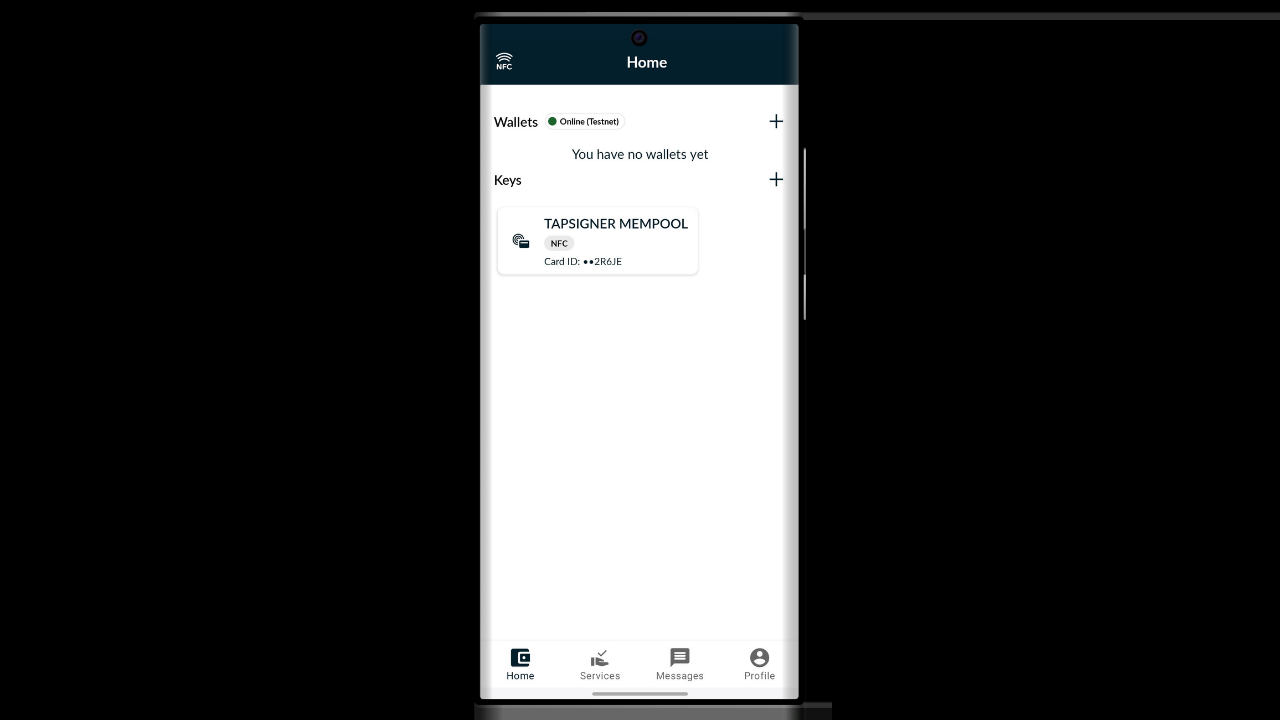 NFC
Home
Wallets
Online (Testnet)
You have no wallets yet
Keys
TAPSIGNER MEMPOOL
NFC
Card ID: ••2R6JE
Home
Services
Messages
Profile